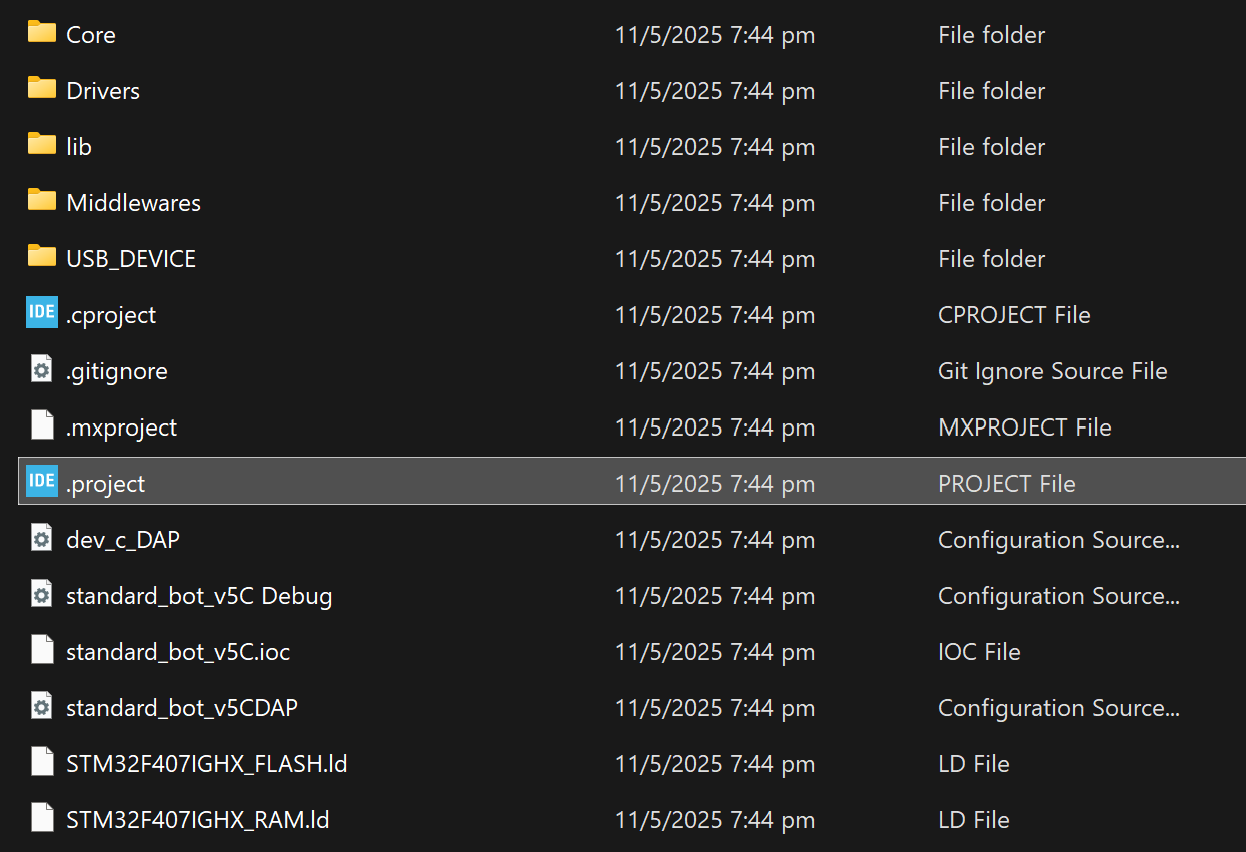 Core 11/5/2025 7:44 pm File folder
Drivers 11/5/2025 7:44 pm File folder
lib 11/5/2025 7:44 pm File folder
Middlewares 11/5/2025 7:44 pm File folder
USB_DEVICE 11/5/2025 7:44 pm File folder
IDE .cproject 11/5/2025 7:44 pm CPROJECT File
.gitignore 11/5/2025 7:44 pm Git Ignore Source File
.mxproject 11/5/2025 7:44 pm MXPROJECT File
IDE .project 11/5/2025 7:44 pm PROJECT File
dev_c_DAP 11/5/2025 7:44 pm Configuration Source...
standard_bot_v5C Debug 11/5/2025 7:44 pm Configuration Source...
standard_bot_v5C.ioc 11/5/2025 7:44 pm IOC File
standard_bot_v5CDAP 11/5/2025 7:44 pm Configuration Source...
STM32F407IGHX_FLASH.ld 11/5/2025 7:44 pm LD File
STM32F407IGHX_RAM.ld 11/5/2025 7:44 pm LD File